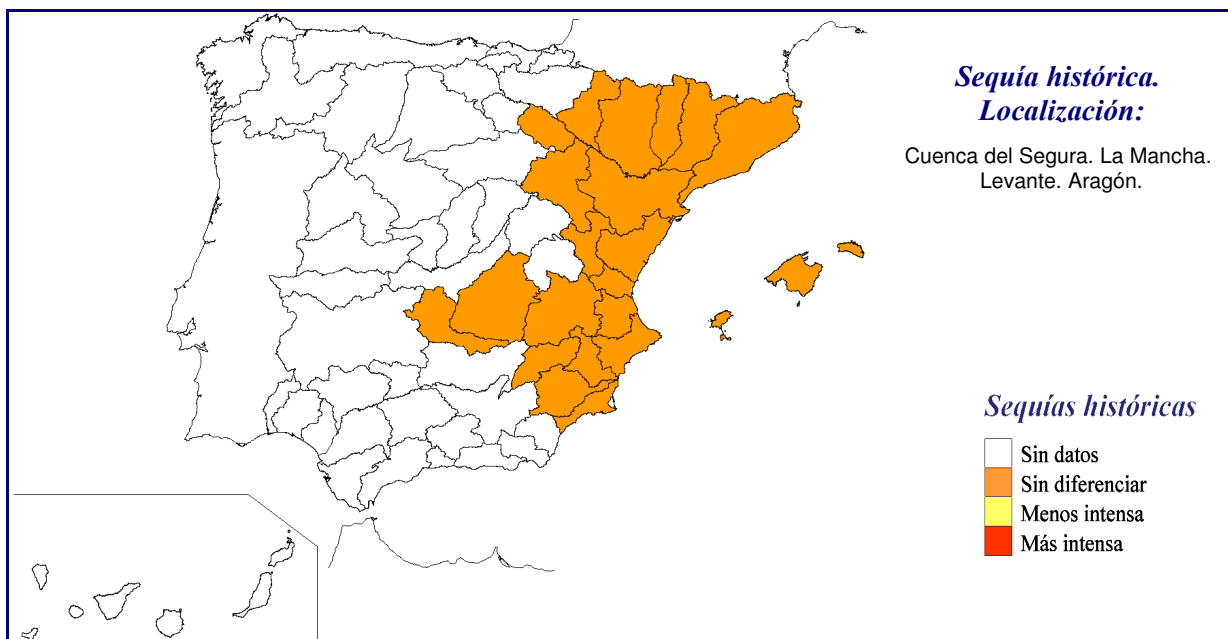 Sequía histórica.
Localización:
Cuenca del Segura. La Mancha.
Levante. Aragón.
Sequías históricas
Sin datos
Sin diferenciar
Menos intensa
Más intensa